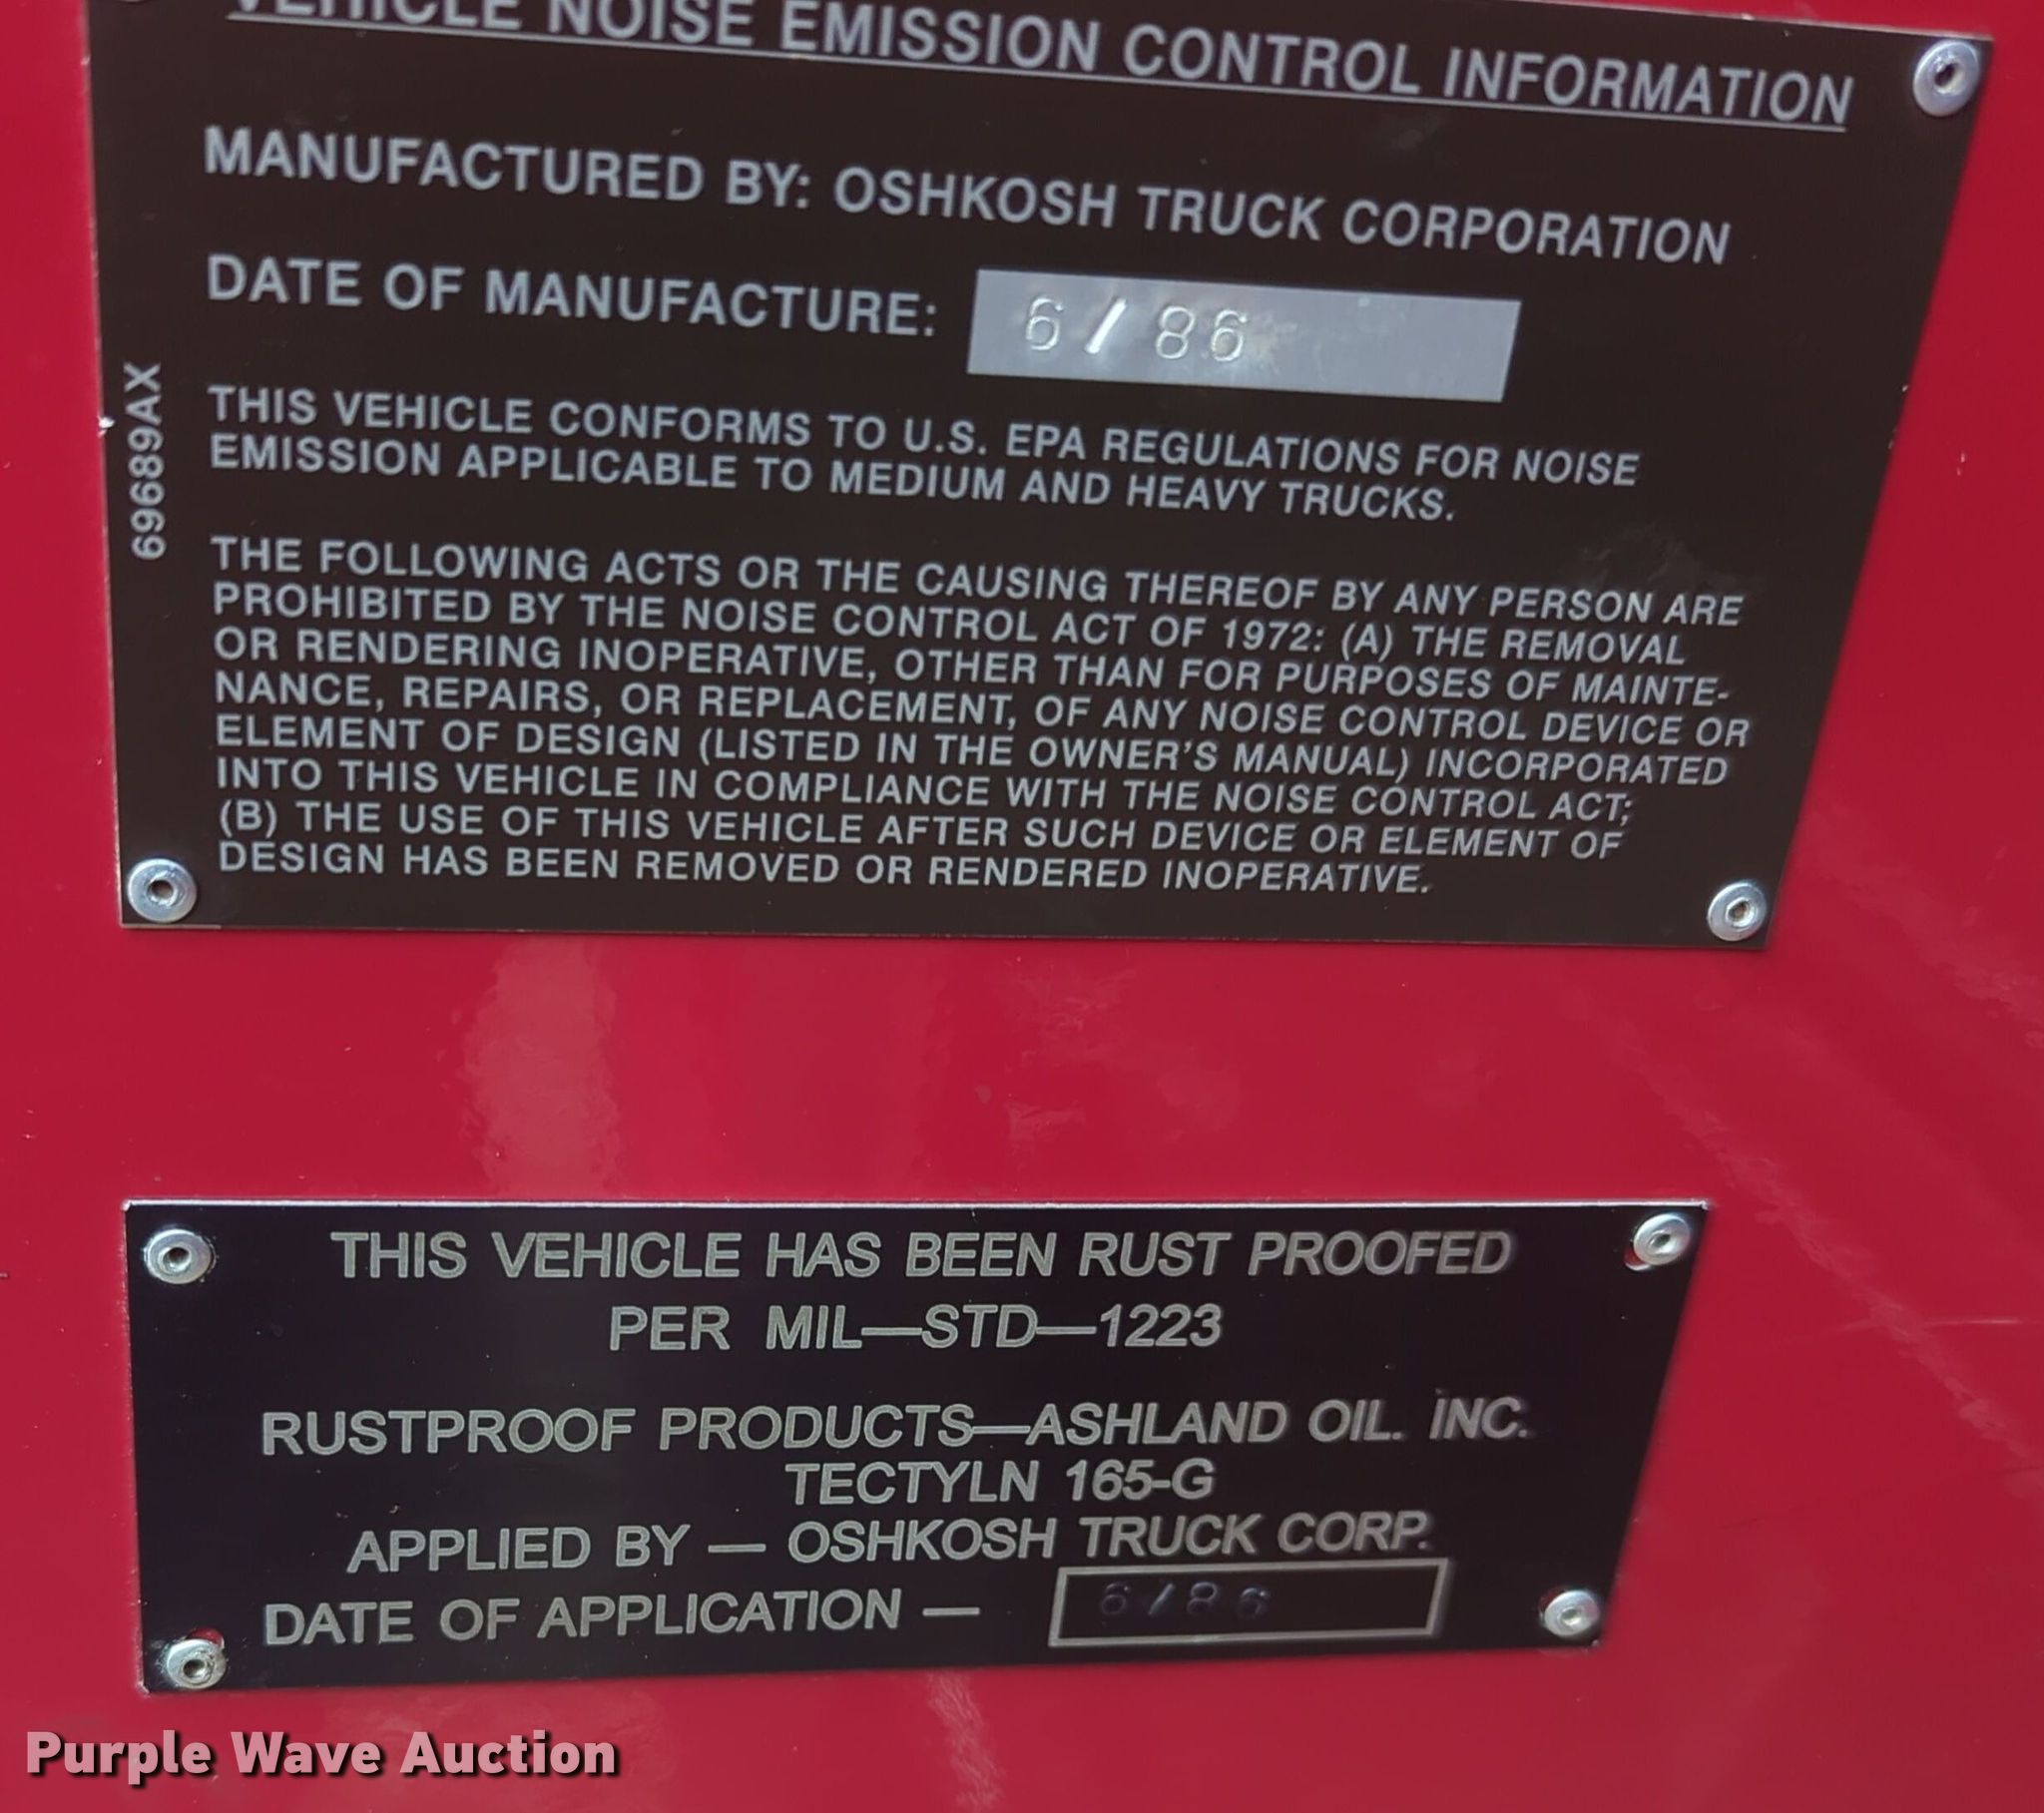 VEHICLE NOISE EMISSION CONTROL INFORMATION
MANUFACTURED BY: OSHKOSH TRUCK CORPORATION
DATE OF MANUFACTURE: 6/86
69689AX
THIS VEHICLE CONFORMS TO U.S. EPA REGULATIONS FOR NOISE
EMISSION APPLICABLE TO MEDIUM AND HEAVY TRUCKS.
THE FOLLOWING ACTS OR THE CAUSING THEREOF BY ANY PERSON ARE
PROHIBITED BY THE NOISE CONTROL ACT OF 1972: (A) THE REMOVAL
OR RENDERING INOPERATIVE, OTHER THAN FOR PURPOSES OF MAINTE-
NANCE, REPAIRS, OR REPLACEMENT, OF ANY NOISE CONTROL DEVICE OR
ELEMENT OF DESIGN (LISTED IN THE OWNER'S MANUAL) INCORPORATED
INTO THIS VEHICLE IN COMPLIANCE WITH THE NOISE CONTROL ACT;
(B) THE USE OF THIS VEHICLE AFTER SUCH DEVICE OR ELEMENT OF
DESIGN HAS BEEN REMOVED OR RENDERED INOPERATIVE.
THIS VEHICLE HAS BEEN RUST PROOFED
PER MIL—STD—1223
RUSTPROOF PRODUCTS—ASHLAND OIL. INC.
TECTYLN 165-G
APPLIED BY — OSHKOSH TRUCK CORP.
DATE OF APPLICATION — 6/86
Purple Wave Auction